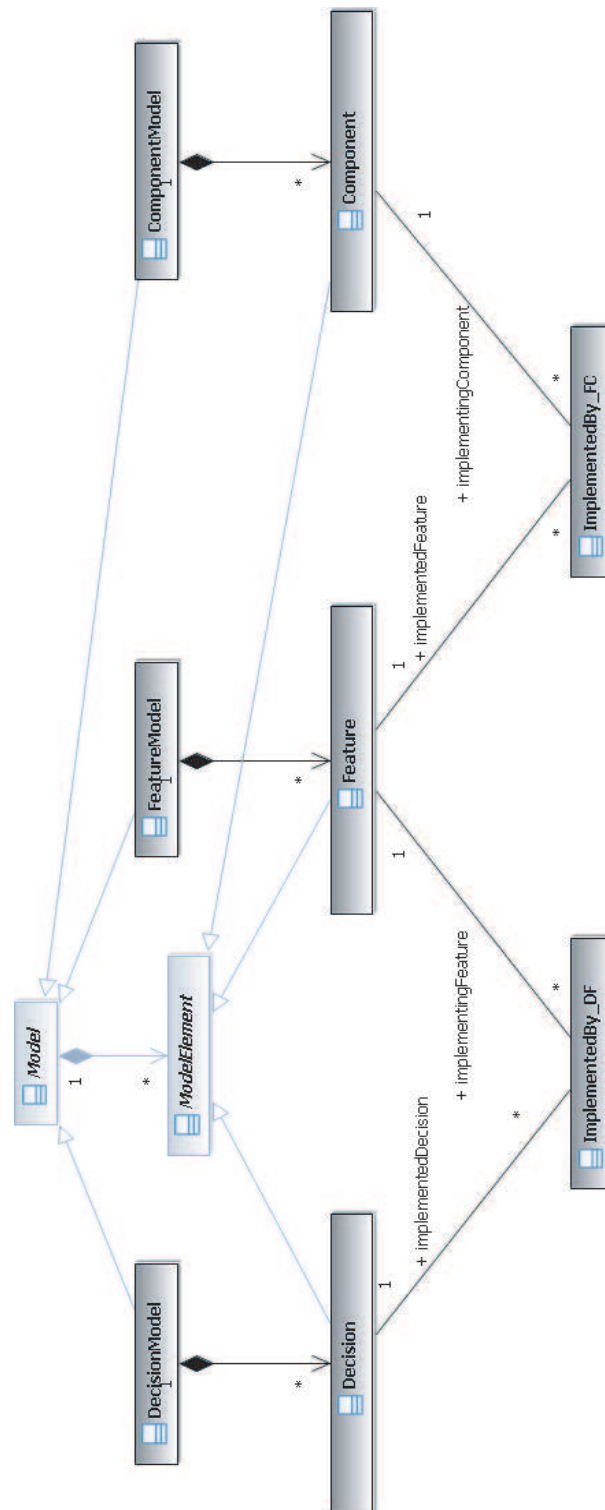 Model
1
*
DecisionModel
FeatureModel
ComponentModel
1
1
1
ModelElement
*
*
*
Decision
Feature
Component
1
1
1
1
+ implementedDecision
+ implementingFeature
+ implementedFeature
+ implementingComponent
*
*
*
*
ImplementedBy_DF
ImplementedBy_FC